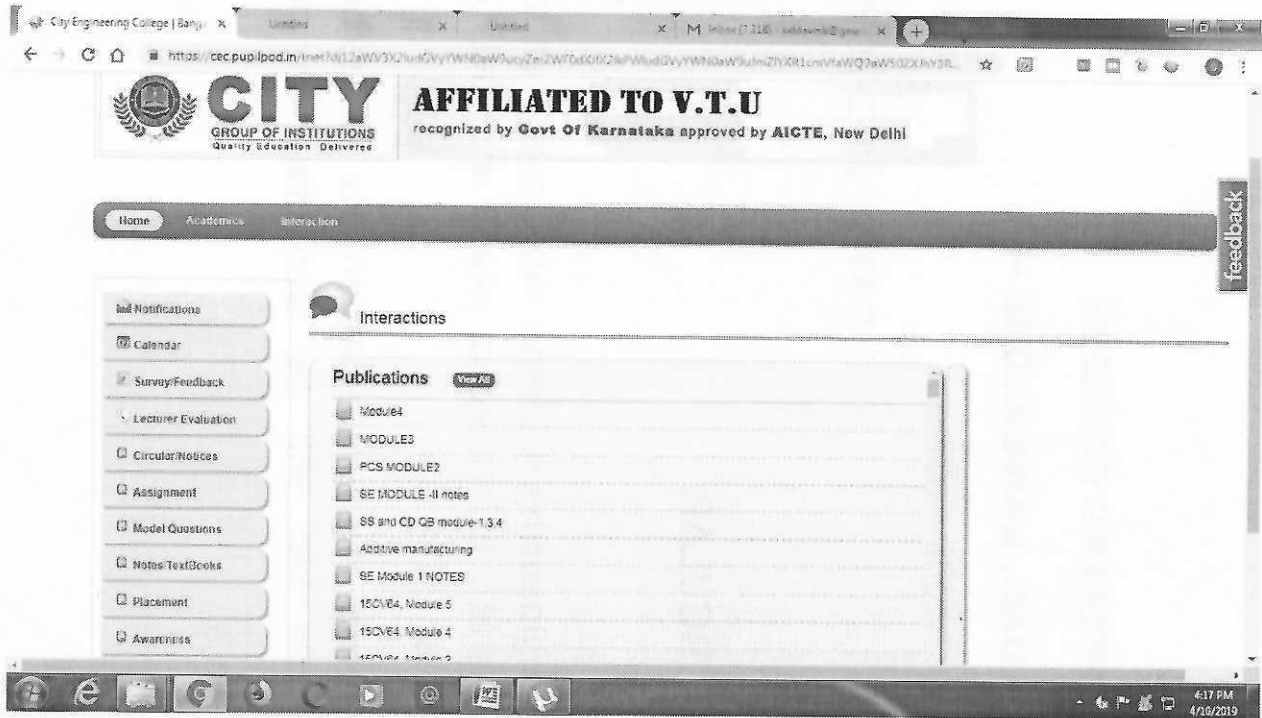 City Engineering College | Bang
Untitled
Untitled
https://cec.pupilpod.in/
CITY
GROUP OF INSTITUTIONS
Quality Education Delivered
AFFILIATED TO V.T.U
recognized by Govt Of Karnataka approved by AICTE, New Delhi
Home
Academics
Interaction
feedback
Notifications
Calendar
Survey/Feedback
Lecturer Evaluation
Circular/Notices
Assignment
Model Questions
Notes/TextBooks
Placement
Awareness
Interactions
Publications
View All
Module4
MODULE3
PCS MODULE2
SE MODULE -II notes
SS and CD QB module-1,3,4
Additive manufacturing
SE Module 1 NOTES
15CV64, Module 5
15CV64, Module 4
4:17 PM
4/10/2019